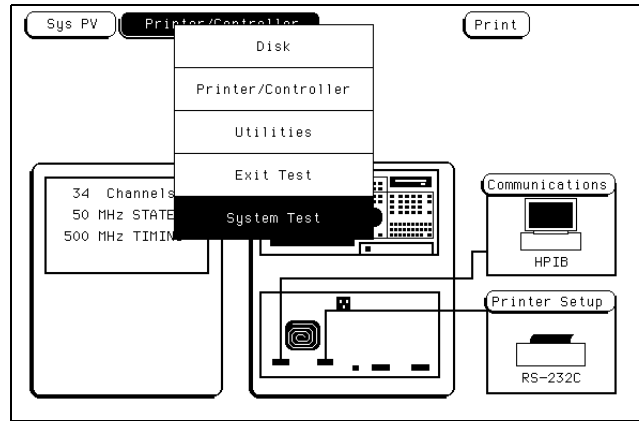 Sys PV
Printer/Controller
Print
Disk
Printer/Controller
Utilities
Exit Test
System Test
34 Channels
50 MHz STATE
500 MHz TIMING
Communications
HPIB
Printer Setup
RS-232C